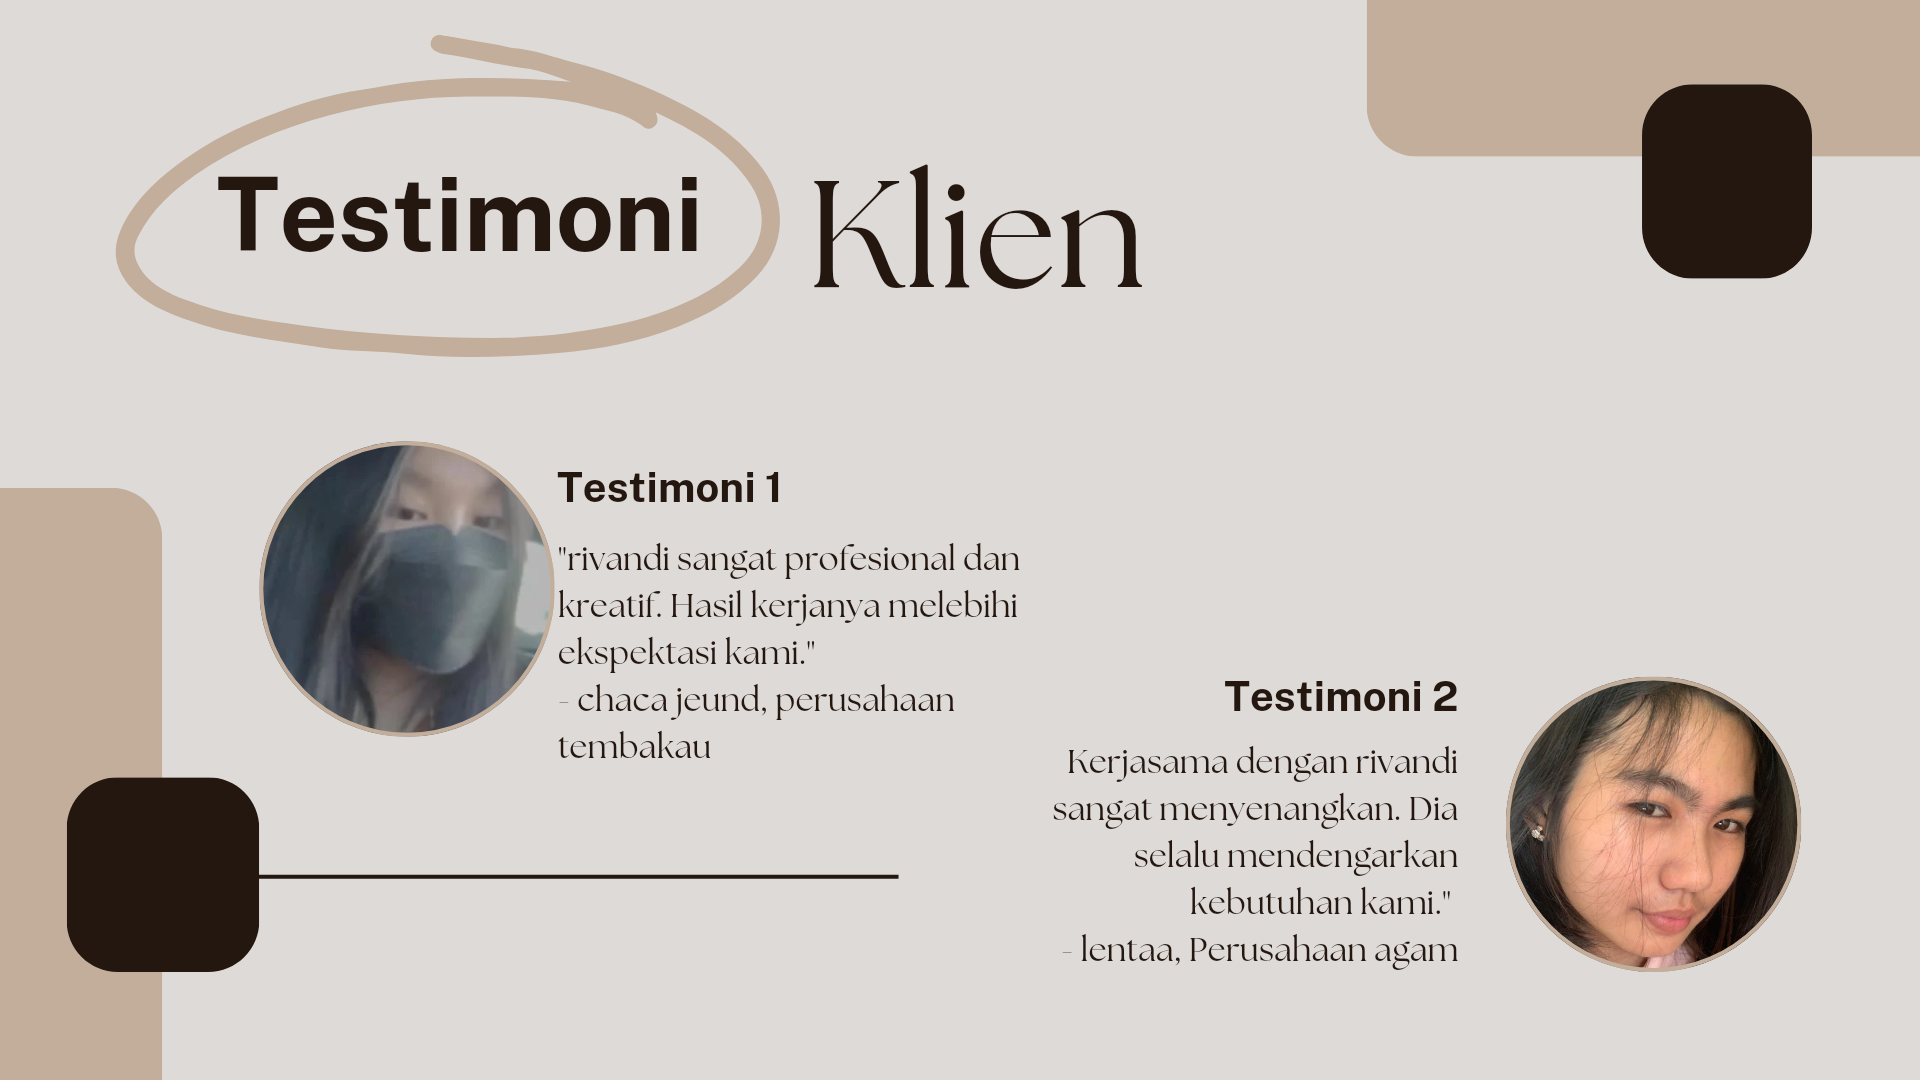 Testimoni Klien
Testimoni 1
"rivandi sangat profesional dan
kreatif. Hasil kerjanya melebihi
ekspektasi kami."
- chaca jeund, perusahaan
tembakau
Testimoni 2
Kerjasama dengan rivandi
sangat menyenangkan. Dia
selalu mendengarkan
kebutuhan kami."
- lentaa, Perusahaan agam